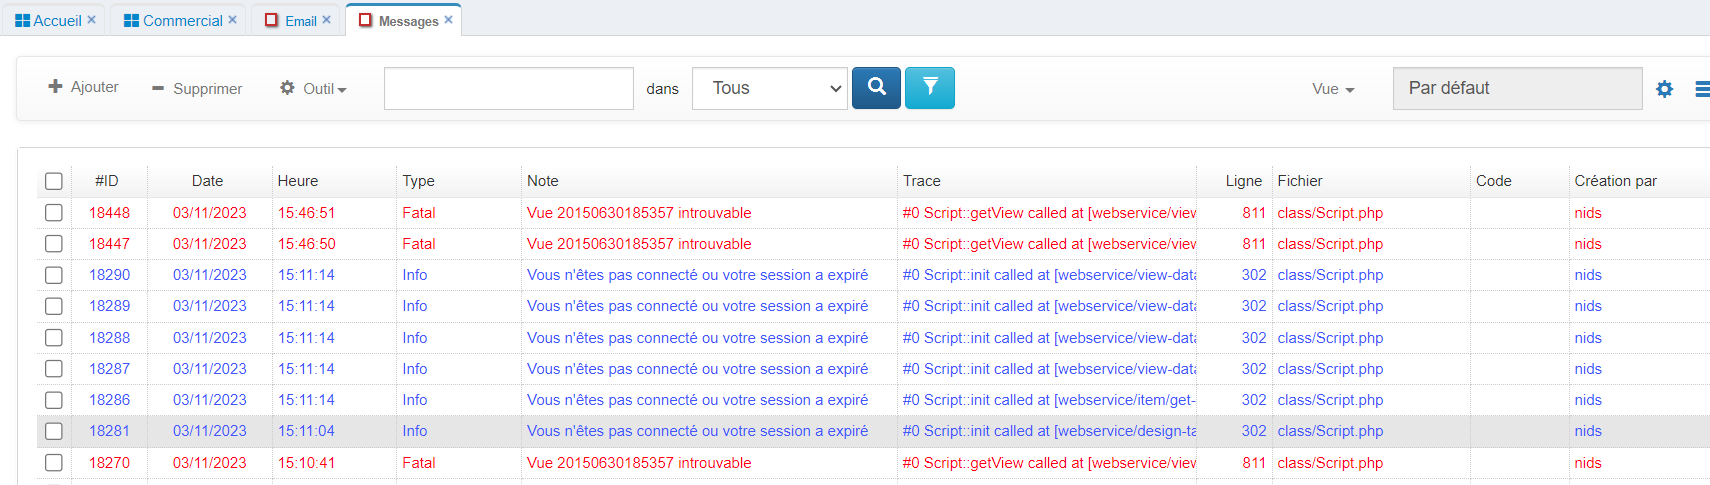 Accueil × Commercial × Email × Messages ×
Ajouter Supprimer Outil dans Tous Vue Par défaut
#ID Date Heure Type Note Trace Ligne Fichier Code Création par
18448 03/11/2023 15:46:51 Fatal Vue 20150630185357 introuvable #0 Script::getView called at [webservice/view 811 class/Script.php nids
18447 03/11/2023 15:46:50 Fatal Vue 20150630185357 introuvable #0 Script::getView called at [webservice/view 811 class/Script.php nids
18290 03/11/2023 15:11:14 Info Vous n'êtes pas connecté ou votre session a expiré #0 Script::init called at [webservice/view-data 302 class/Script.php nids
18289 03/11/2023 15:11:14 Info Vous n'êtes pas connecté ou votre session a expiré #0 Script::init called at [webservice/view-data 302 class/Script.php nids
18288 03/11/2023 15:11:14 Info Vous n'êtes pas connecté ou votre session a expiré #0 Script::init called at [webservice/view-data 302 class/Script.php nids
18287 03/11/2023 15:11:14 Info Vous n'êtes pas connecté ou votre session a expiré #0 Script::init called at [webservice/view-data 302 class/Script.php nids
18286 03/11/2023 15:11:14 Info Vous n'êtes pas connecté ou votre session a expiré #0 Script::init called at [webservice/item/get- 302 class/Script.php nids
18281 03/11/2023 15:11:04 Info Vous n'êtes pas connecté ou votre session a expiré #0 Script::init called at [webservice/design-ta 302 class/Script.php nids
18270 03/11/2023 15:10:41 Fatal Vue 20150630185357 introuvable #0 Script::getView called at [webservice/view 811 class/Script.php nids